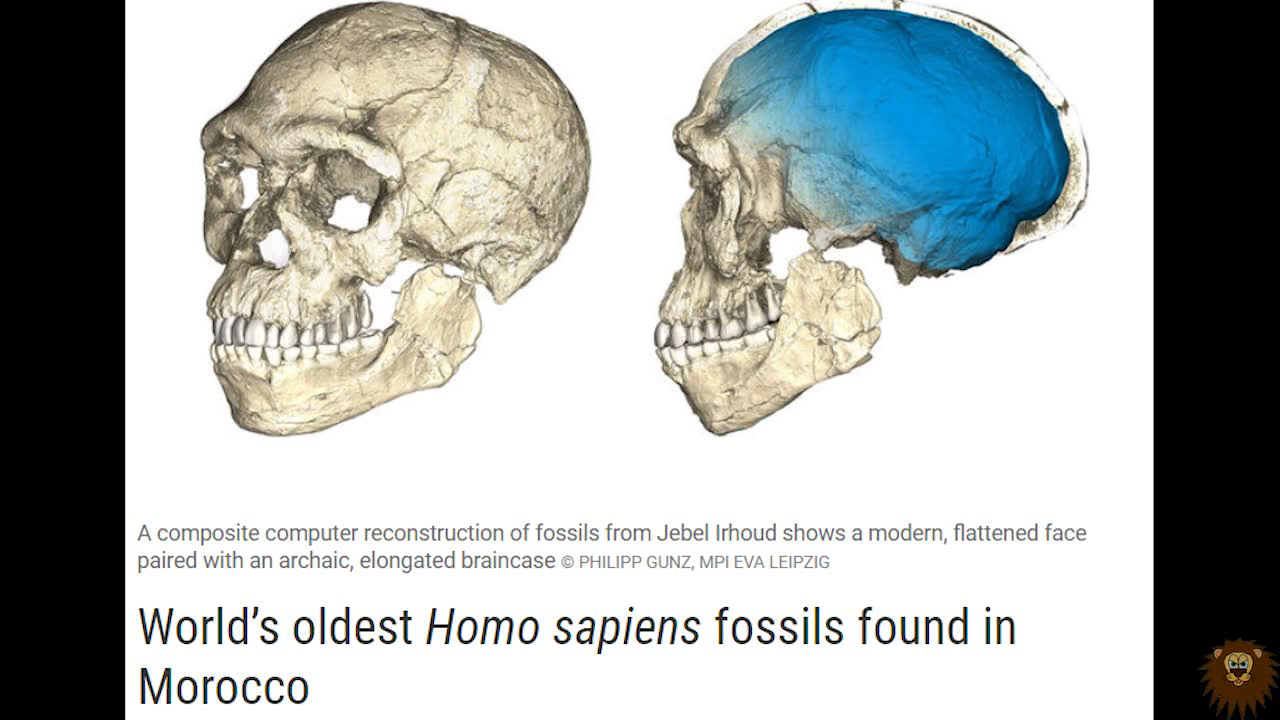 A composite computer reconstruction of fossils from Jebel Irhoud shows a modern, flattened face
paired with an archaic, elongated braincase © PHILIPP GUNZ, MPI EVA LEIPZIG
World’s oldest Homo sapiens fossils found in
Morocco